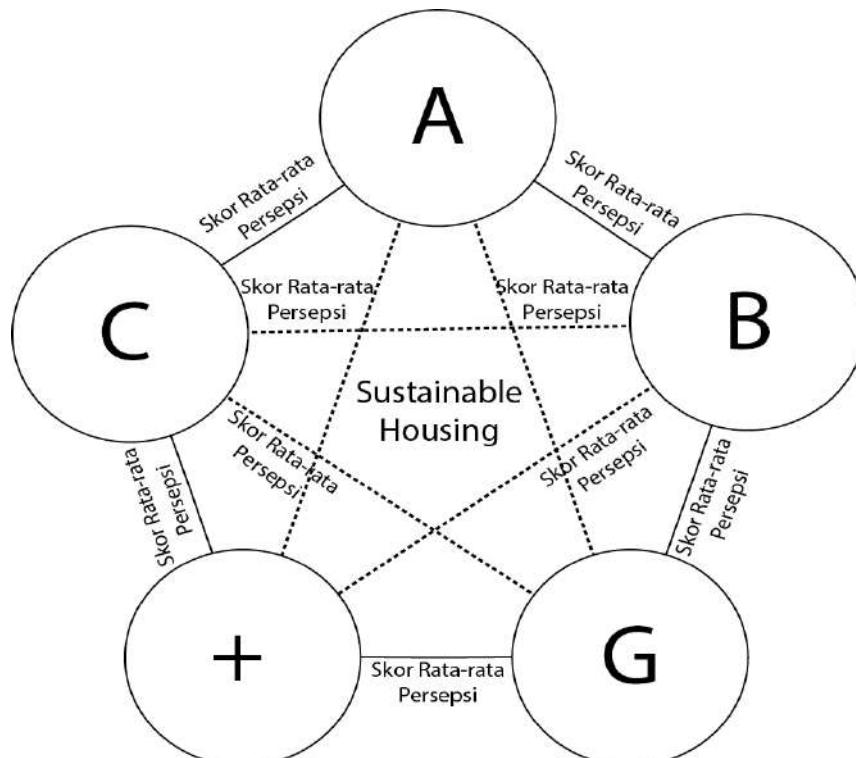 A
Skor Rata-rata
Persepsi
Skor Rata-rata
Persepsi
C
B
Skor Rata-rata
Persepsi
Skor Rata-rata
Persepsi
Sustainable
Housing
Skor Rata-rata
Persepsi
Skor Rata-rata
Persepsi
Skor Rata-rata
Persepsi
Skor Rata-rata
Persepsi
+
G
Skor Rata-rata
Persepsi